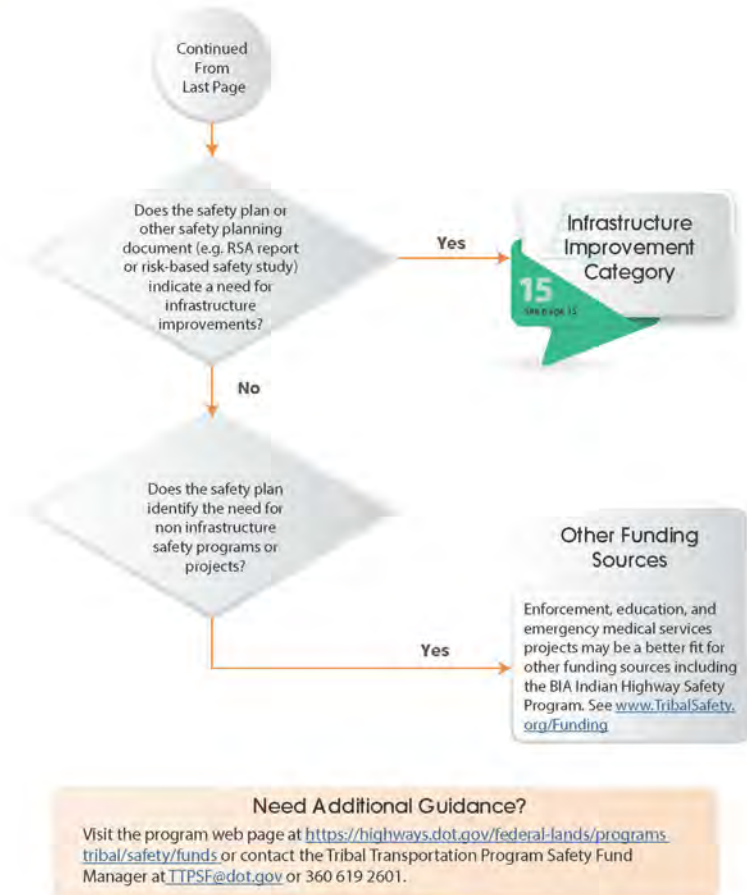 Continued
From
Last Page
Does the safety plan or
other safety planning
document (e.g. RSA report
or risk-based safety study)
indicate a need for
infrastructure
improvements?
Yes
Infrastructure
Improvement
Category
15
see page 15
No
Does the safety plan
identify the need for
non infrastructure
safety programs or
projects?
Yes
Other Funding
Sources
Enforcement, education, and
emergency medical services
projects may be a better fit for
other funding sources including
the BIA Indian Highway Safety
Program. See www.TribalSafety.
org/Funding
Need Additional Guidance?
Visit the program web page at https://highways.dot.gov/federal-lands/programs
tribal/safety/funds or contact the Tribal Transportation Program Safety Fund
Manager at TTPSF@dot.gov or 360 619 2601.